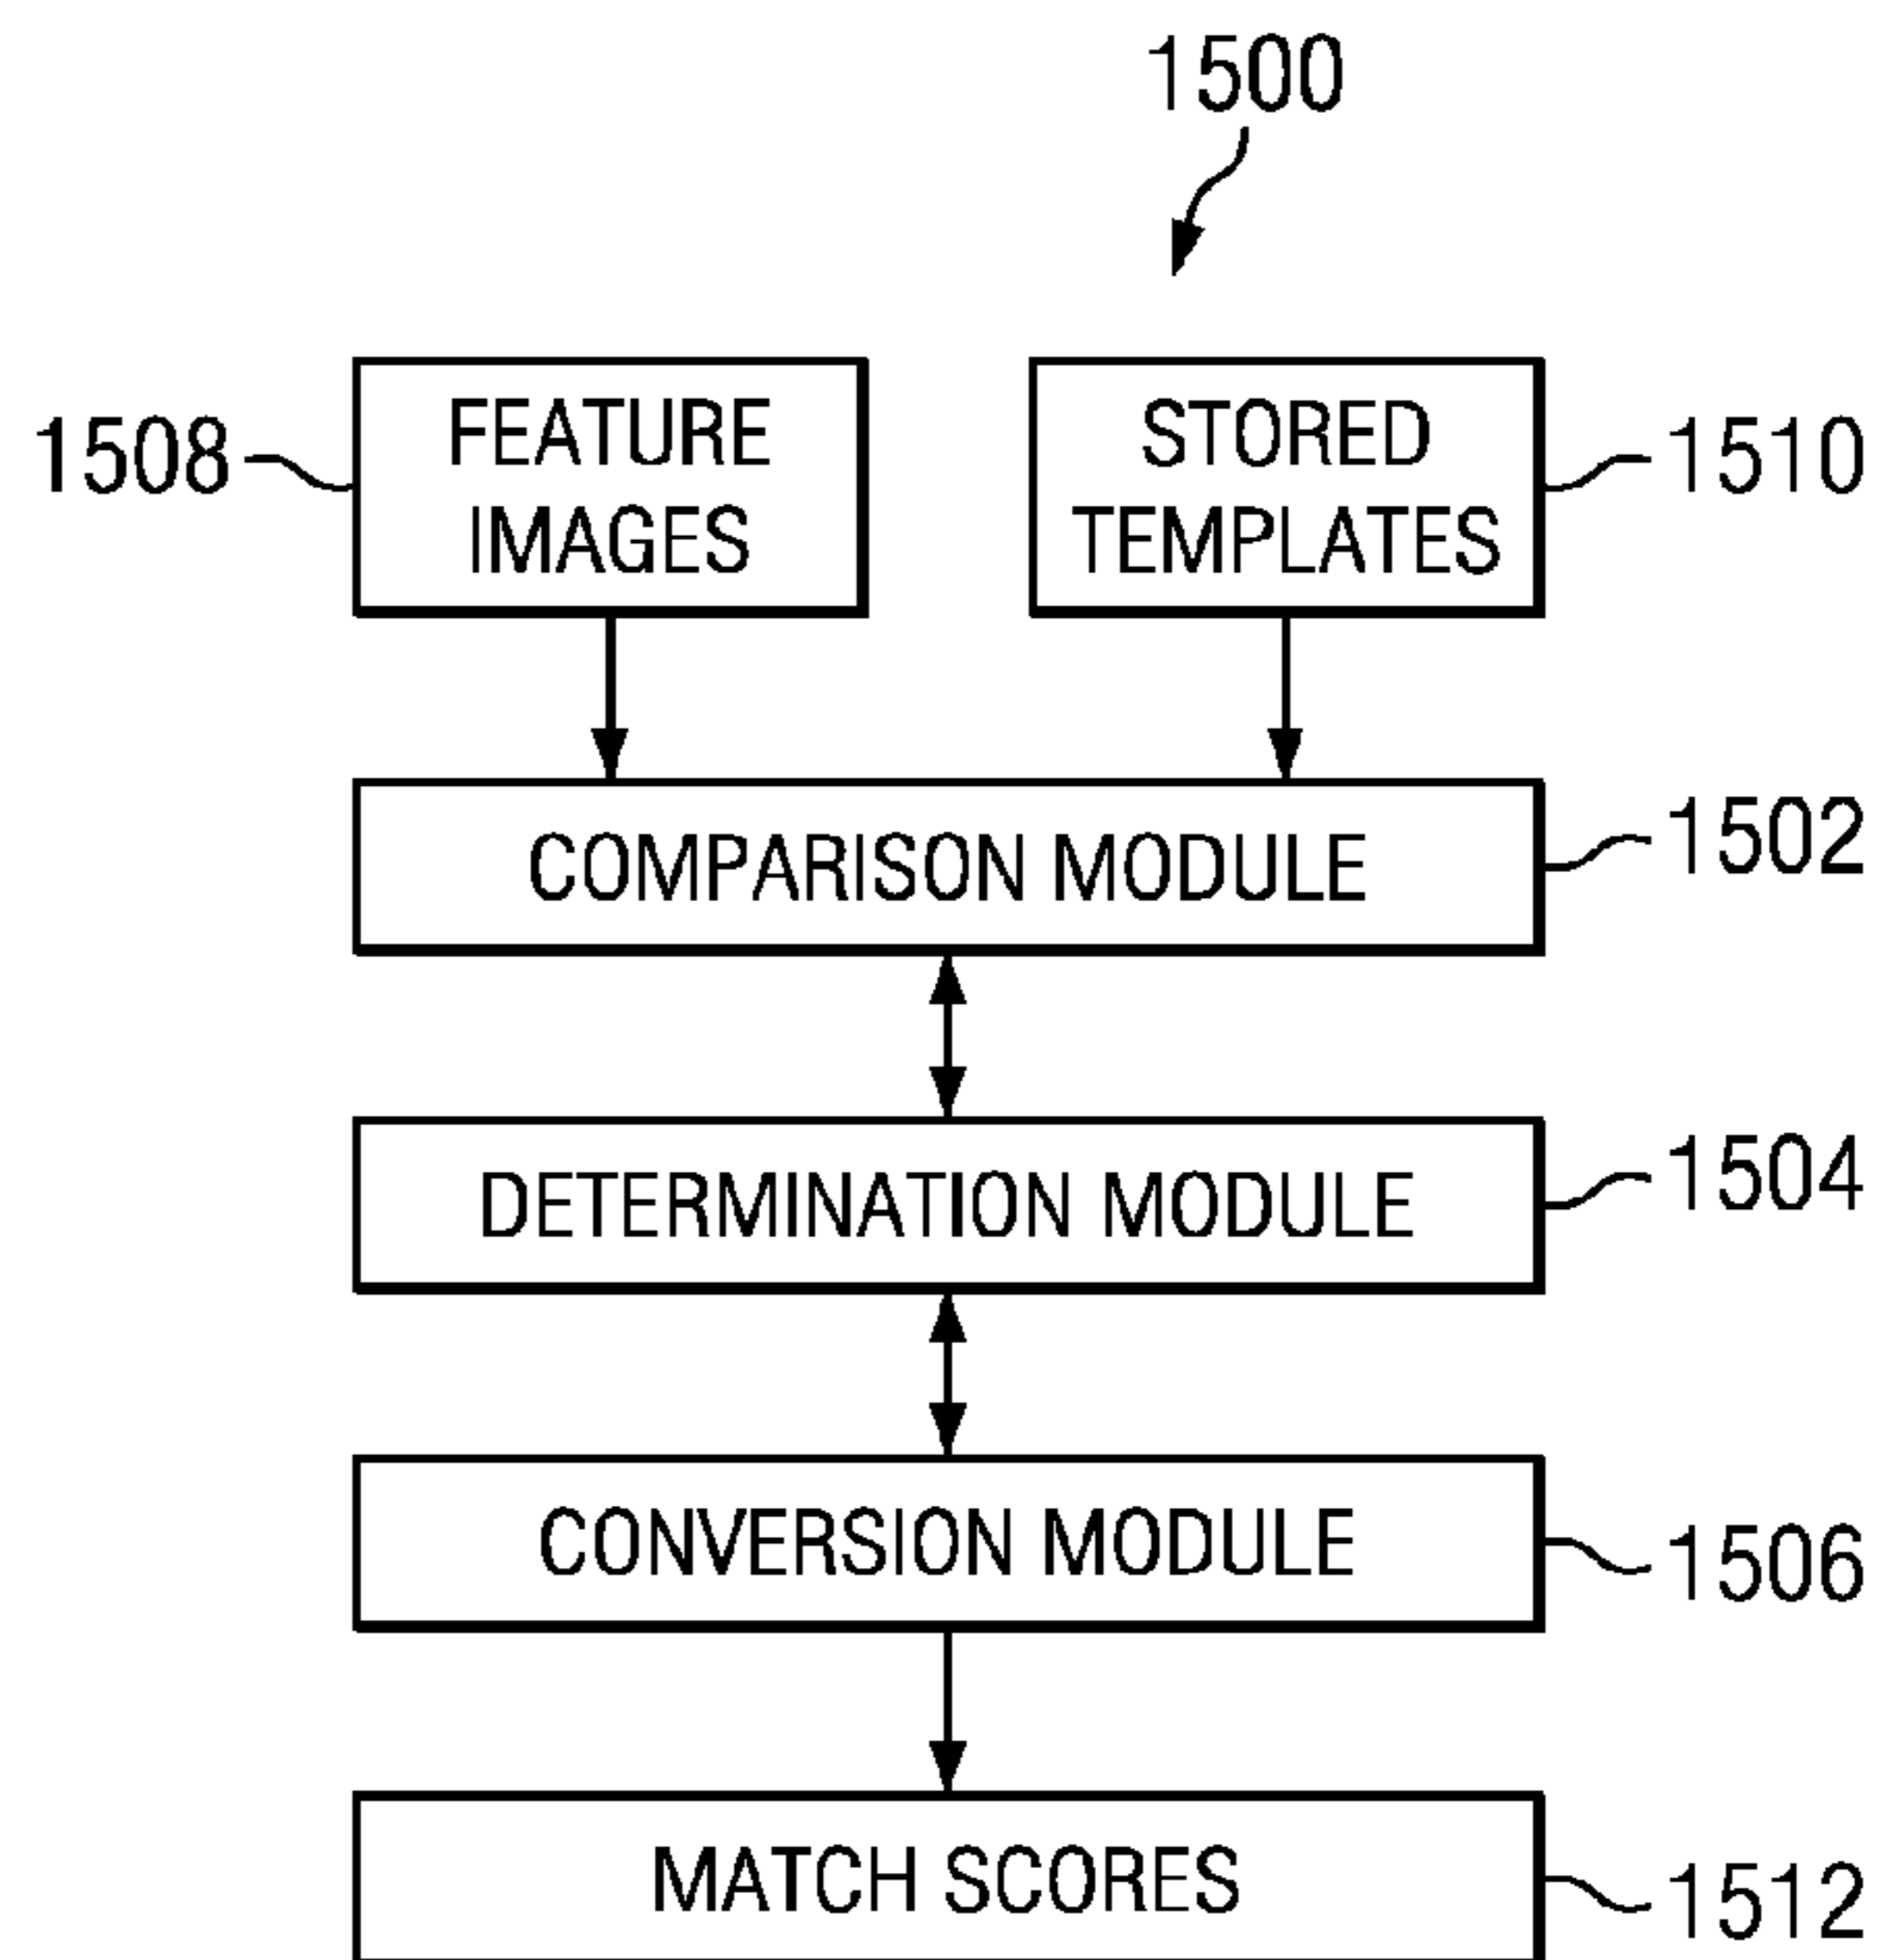 1500
1508
FEATURE
IMAGES
STORED
TEMPLATES
1510
COMPARISON MODULE
1502
DETERMINATION MODULE
1504
CONVERSION MODULE
1506
MATCH SCORES
1512